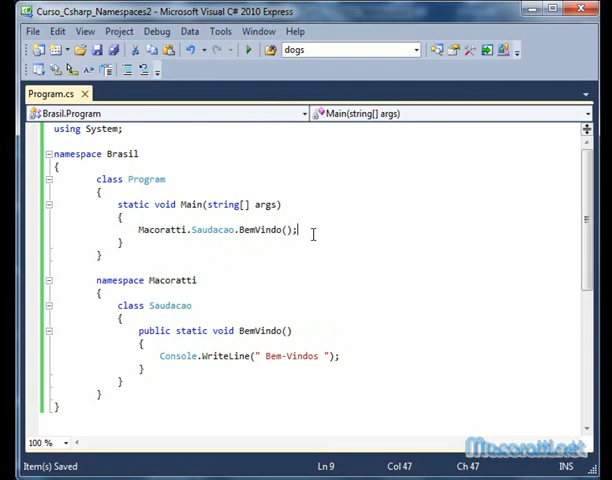 Curso_Csharp_Namespaces2 - Microsoft Visual C# 2010 Express
File Edit View Project Debug Data Tools Window Help
dogs
Program.cs
Brasil.Program Main(string[] args)
using System;
namespace Brasil
{
class Program
{
static void Main(string[] args)
{
Macoratti.Saudacao.BemVindo();
}
}
namespace Macoratti
{
class Saudacao
{
public static void BemVindo()
{
Console.WriteLine(" Bem-Vindos ");
}
}
}
}
100 %
Macoratti.net
Item(s) Saved Ln 9 Col 47 Ch 47 INS